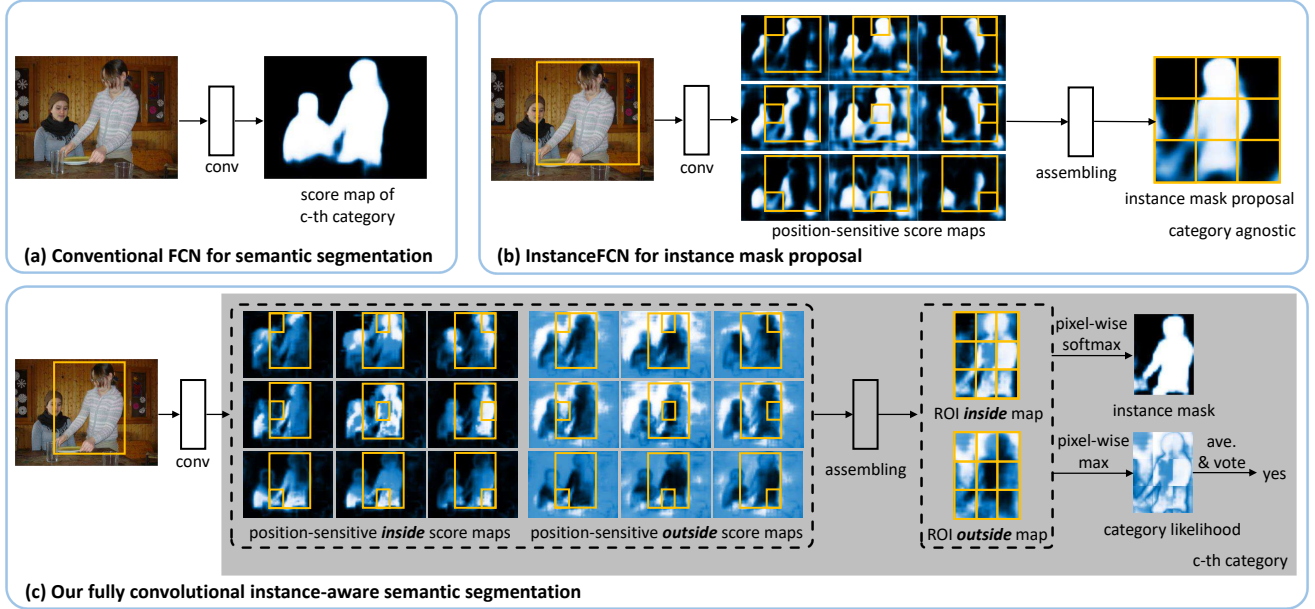 conv
score map of
c-th category
(a) Conventional FCN for semantic segmentation
conv
position-sensitive score maps
assembling
instance mask proposal
category agnostic
(b) InstanceFCN for instance mask proposal
conv
position-sensitive inside score maps
position-sensitive outside score maps
assembling
ROI inside map
ROI outside map
pixel-wise
softmax
instance mask
pixel-wise
max
ave.
& vote
yes
category likelihood
c-th category
(c) Our fully convolutional instance-aware semantic segmentation